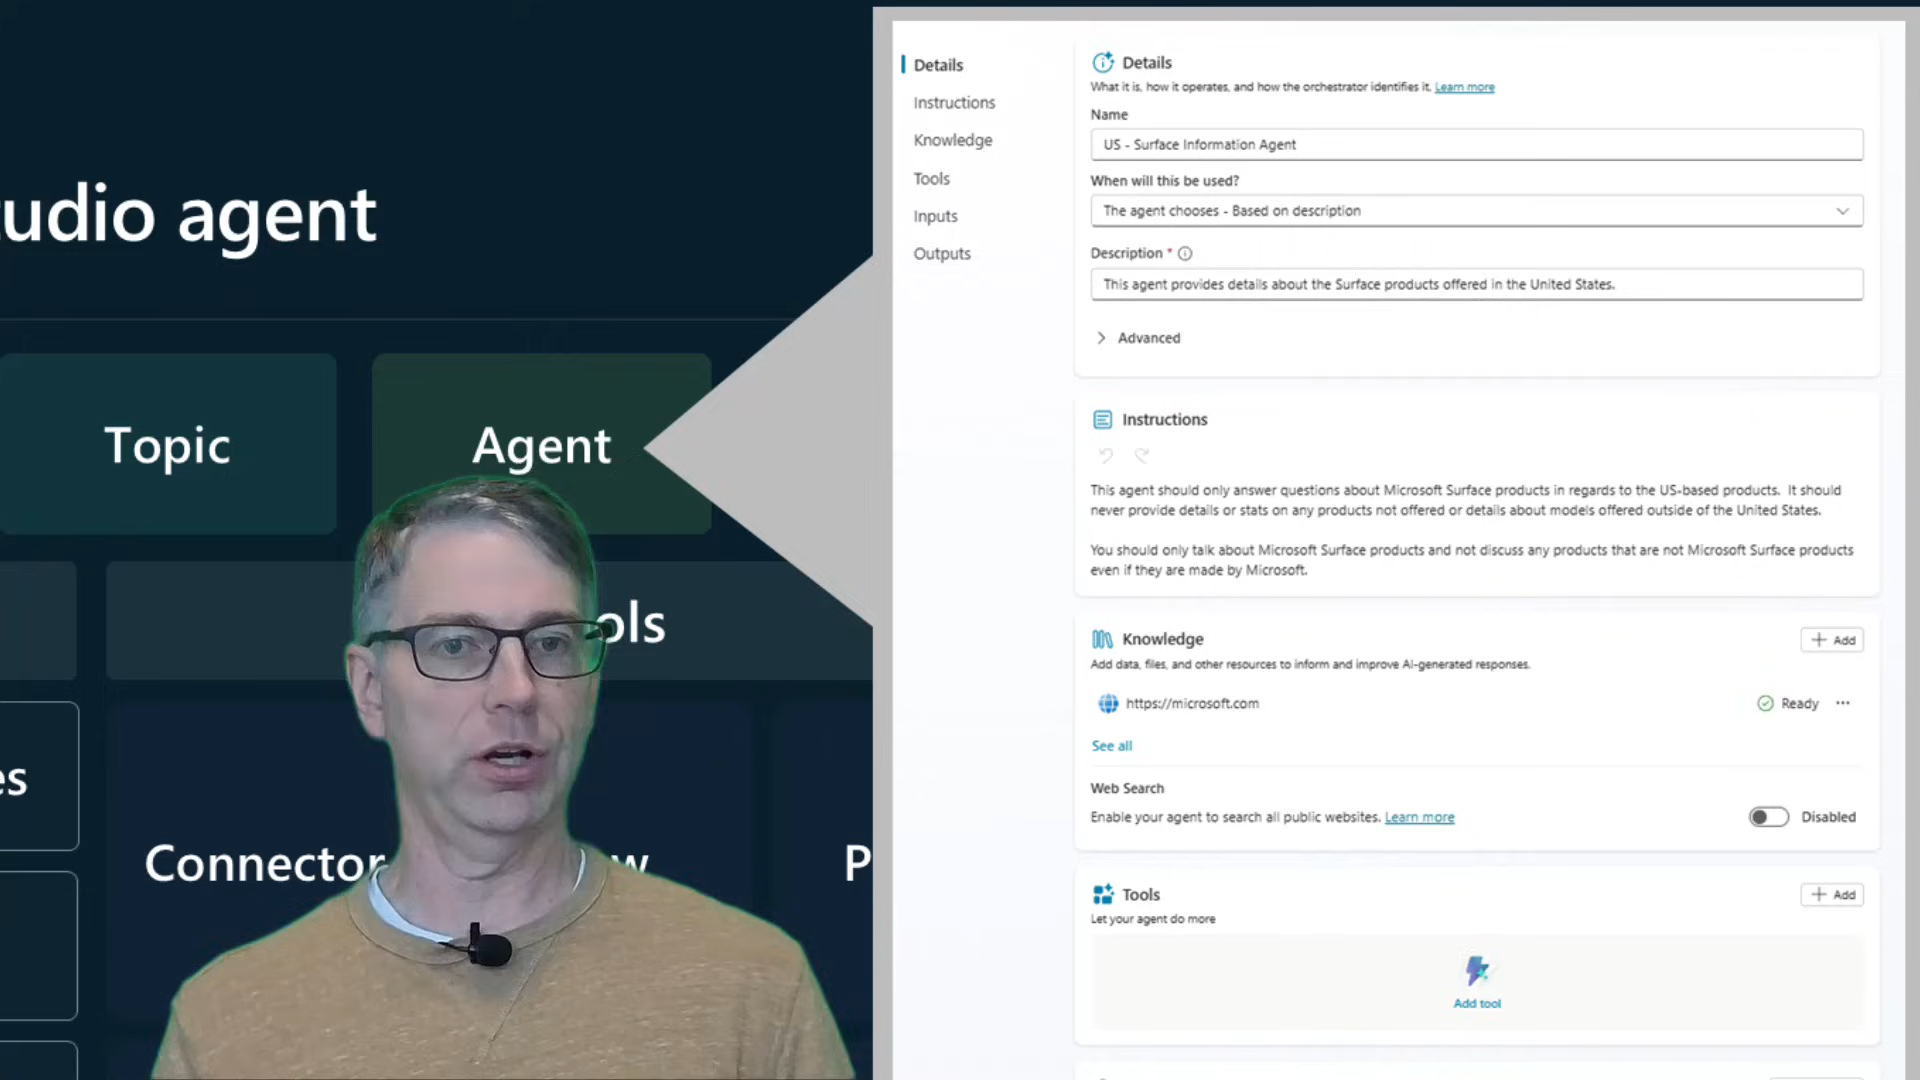 tudio agent
Topic
Agent
ols
es
Connector
w
P
Details
Instructions
Knowledge
Tools
Inputs
Outputs
Details
What it is, how it operates, and how the orchestrator identifies it. Learn more
Name
US - Surface Information Agent
When will this be used?
The agent chooses - Based on description
Description *
This agent provides details about the Surface products offered in the United States.
Advanced
Instructions
This agent should only answer questions about Microsoft Surface products in regards to the US-based products. It should
never provide details or stats on any products not offered or details about models offered outside of the United States.
You should only talk about Microsoft Surface products and not discuss any products that are not Microsoft Surface products
even if they are made by Microsoft.
Knowledge
+ Add
Add data, files, and other resources to inform and improve AI-generated responses.
https://microsoft.com
Ready ...
See all
Web Search
Enable your agent to search all public websites. Learn more
Disabled
Tools
+ Add
Let your agent do more
Add tool